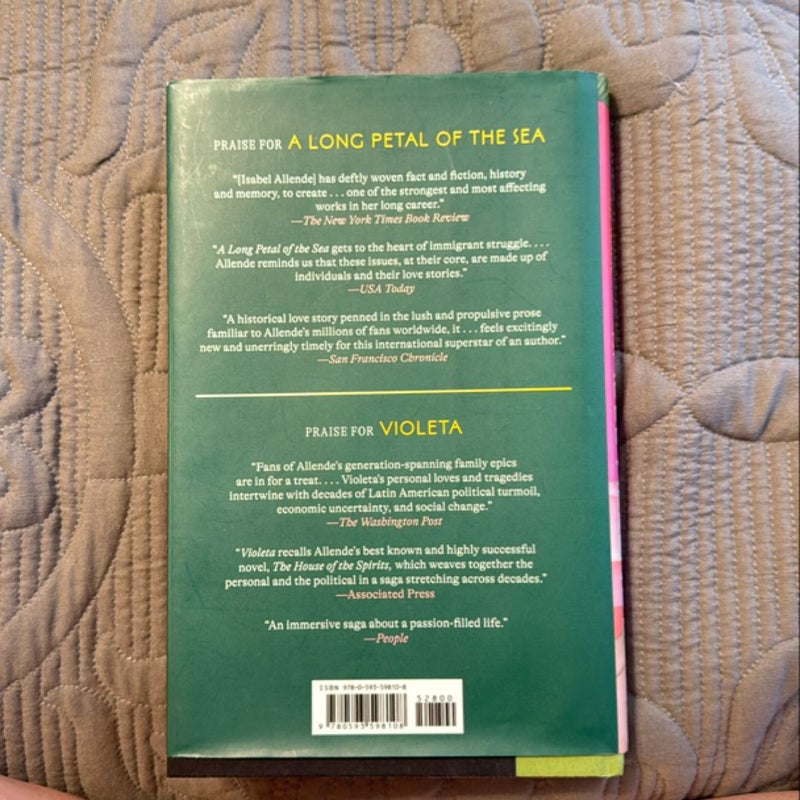 PRAISE FOR A LONG PETAL OF THE SEA
"[Isabel Allende] has deftly woven fact and fiction, history
and memory, to create . . . one of the strongest and most affecting
works in her long career."
—The New York Times Book Review
"A Long Petal of the Sea gets to the heart of immigrant struggle. . . .
Allende reminds us that these issues, at their core, are made up of
individuals and their love stories."
—USA Today
"A historical love story penned in the lush and propulsive prose
familiar to Allende's millions of fans worldwide, it . . . feels excitingly
new and unerringly timely for this international superstar of an author."
—San Francisco Chronicle
PRAISE FOR VIOLETA
"Fans of Allende's generation-spanning family epics
are in for a treat. . . . Violeta's personal loves and tragedies
intertwine with decades of Latin American political turmoil,
economic uncertainty, and social change."
—The Washington Post
"Violeta recalls Allende's best known and highly successful
novel, The House of the Spirits, which weaves together the
personal and the political in a saga stretching across decades."
—Associated Press
"An immersive saga about a passion-filled life."
—People
ISBN 978-0-593-59810-8
52800
9 780593 598108